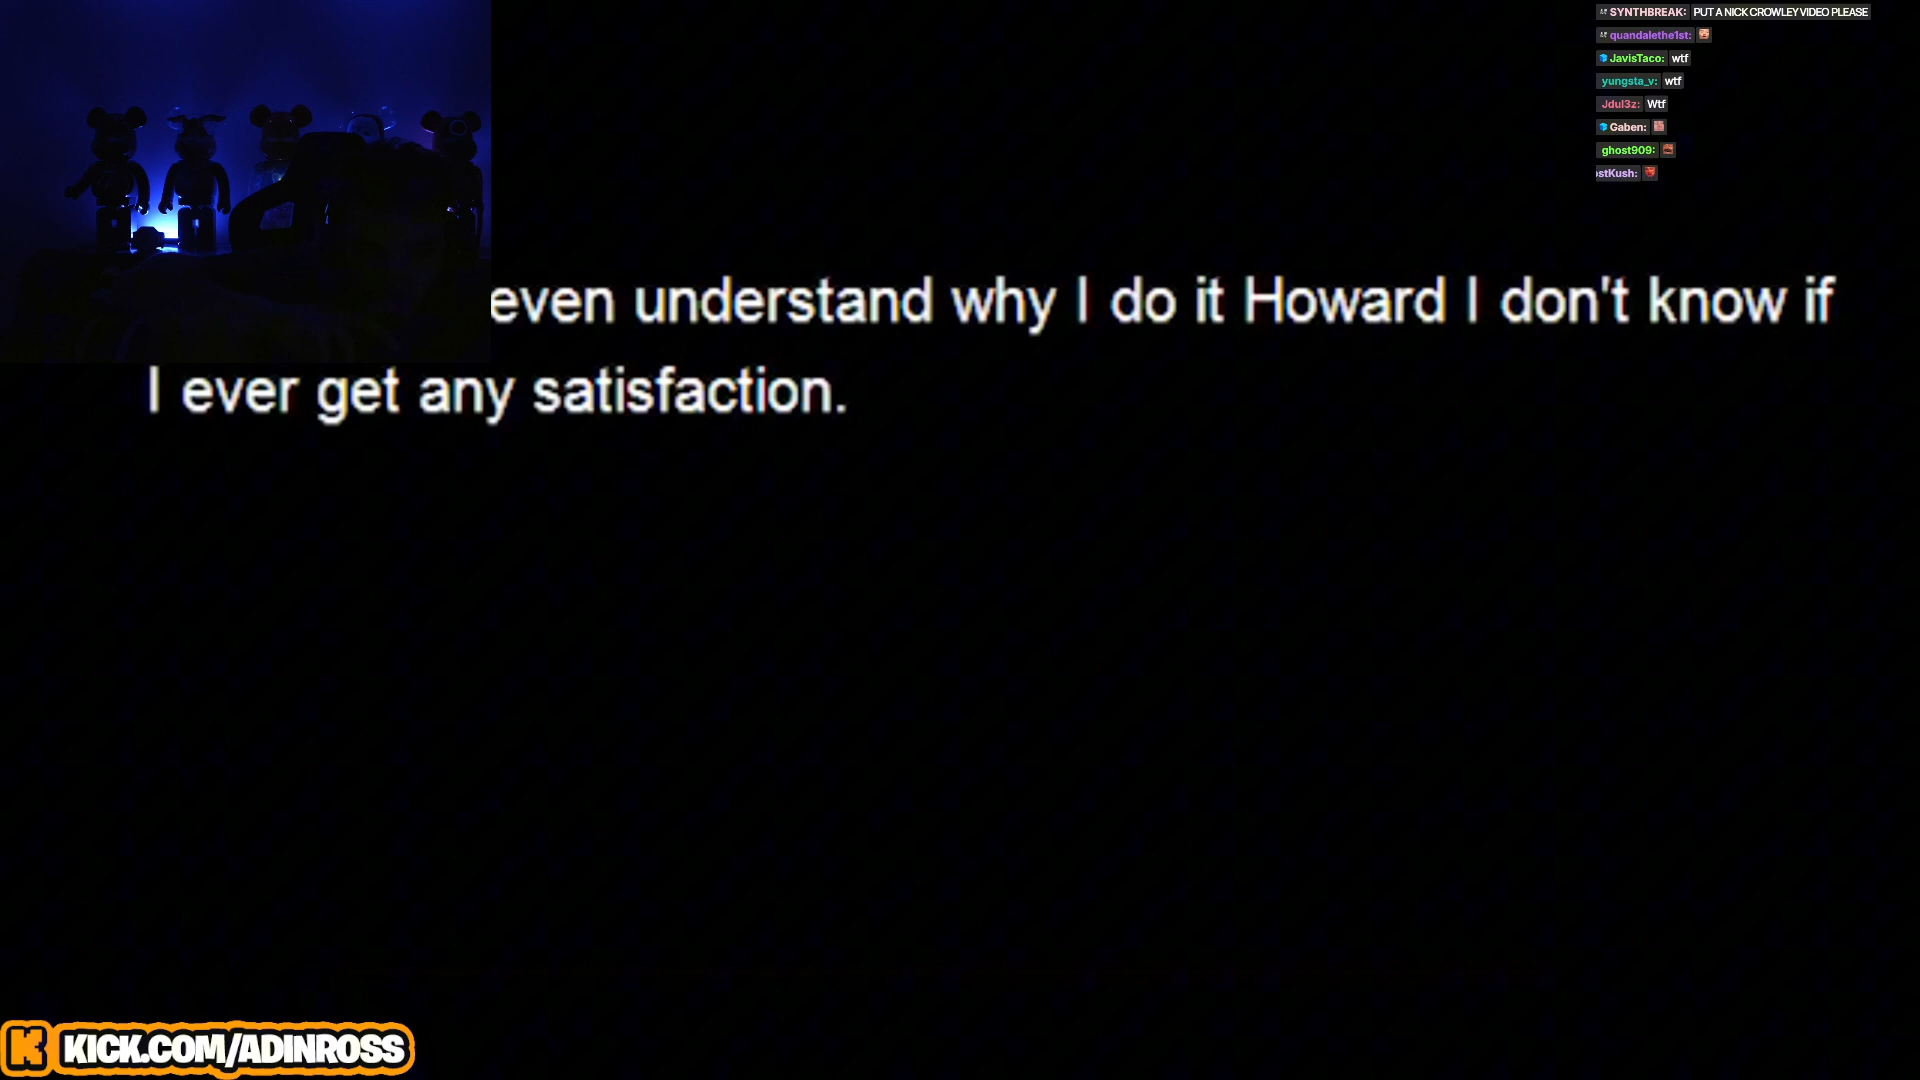 SYNTHBREAK: PUT A NICK CROWLEY VIDEO PLEASE
quandalethe1st:
JavisTaco: wtf
yungsta_v: wtf
Jdul3z: Wtf
Gaben:
ghost909:
ostKush:
even understand why I do it Howard I don't know if
I ever get any satisfaction.
K KICK.COM/ADINROSS